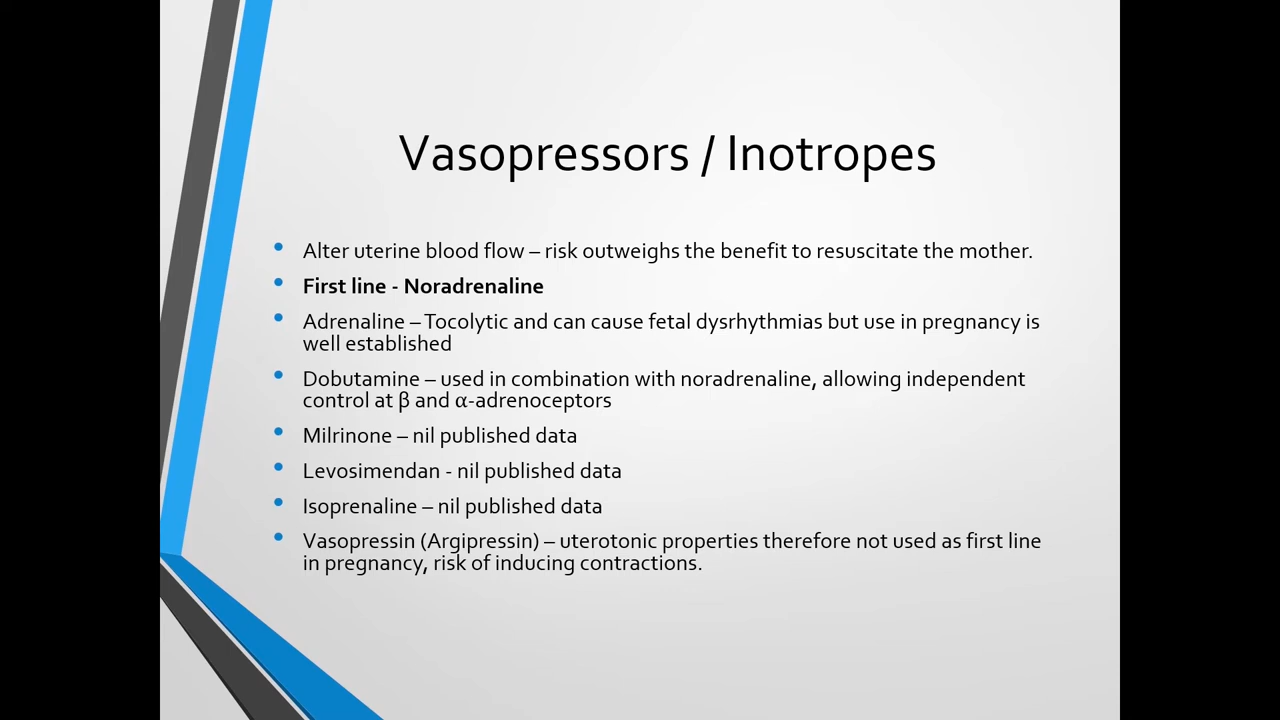 Vasopressors / Inotropes
• Alter uterine blood flow – risk outweighs the benefit to resuscitate the mother.
• First line - Noradrenaline
• Adrenaline – Tocolytic and can cause fetal dysrhythmias but use in pregnancy is
well established
• Dobutamine – used in combination with noradrenaline, allowing independent
control at β and α-adrenoceptors
• Milrinone – nil published data
• Levosimendan - nil published data
• Isoprenaline – nil published data
• Vasopressin (Argipressin) – uterotonic properties therefore not used as first line
in pregnancy, risk of inducing contractions.